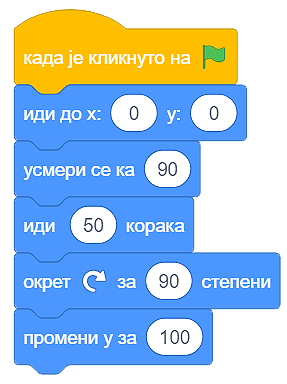 када је кликнуто на
иди до x: 0 y: 0
усмери се ка 90
иди 50 корака
окрет за 90 степени
промени y за 100